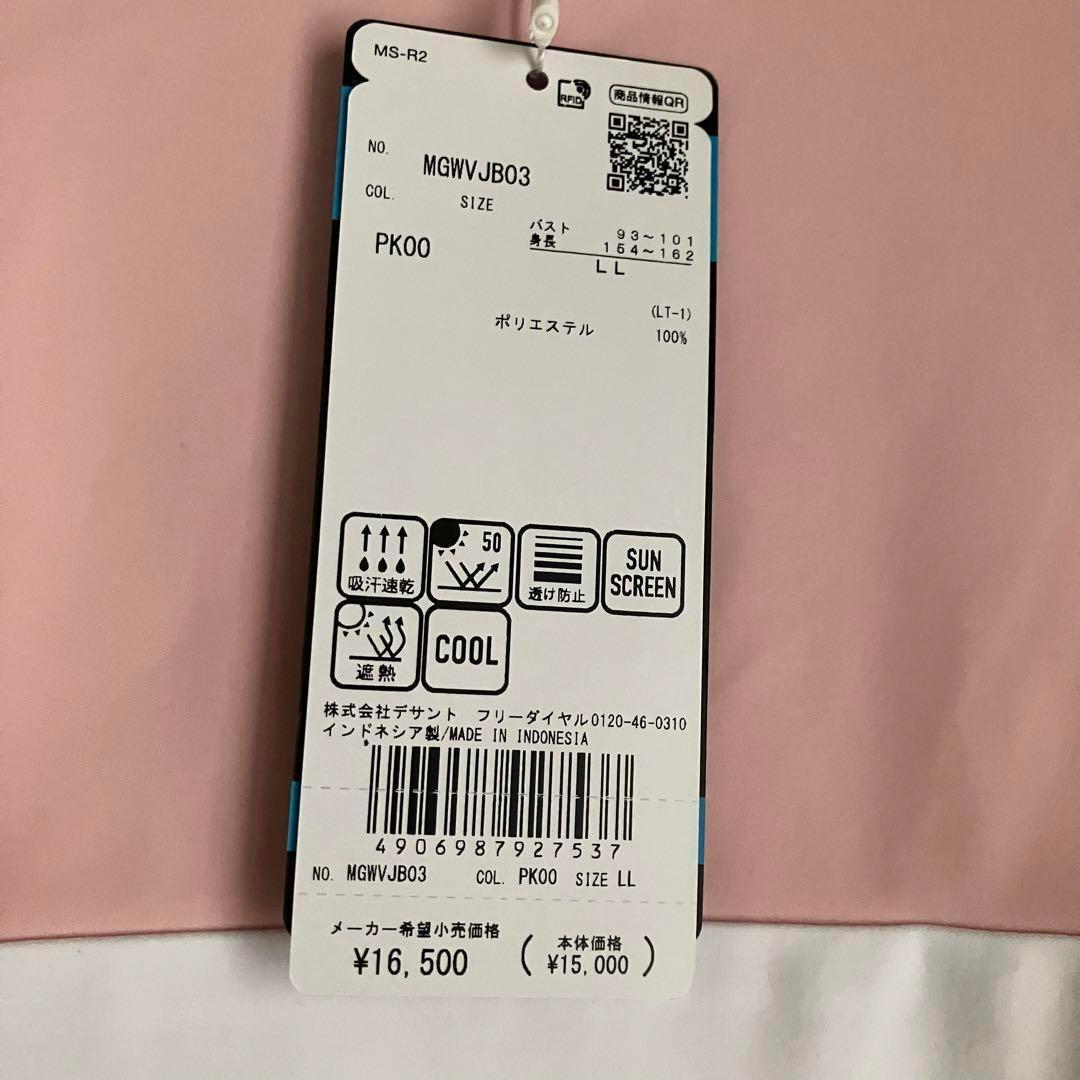 MS-R2
RFID
商品情報QR
NO.
MGWVJB03
COL.
SIZE
PK00
バスト 93~101
身長 154~162
LL
(LT-1)
ポリエステル 100%
吸汗速乾
50
透け防止
SUN
SCREEN
遮熱
COOL
株式会社デサント フリーダイヤル0120-46-0310
インドネシア製/MADE IN INDONESIA
4906987927537
NO. MGWVJB03 COL. PK00 SIZE LL
メーカー希望小売価格
¥16,500
(本体価格
¥15,000)